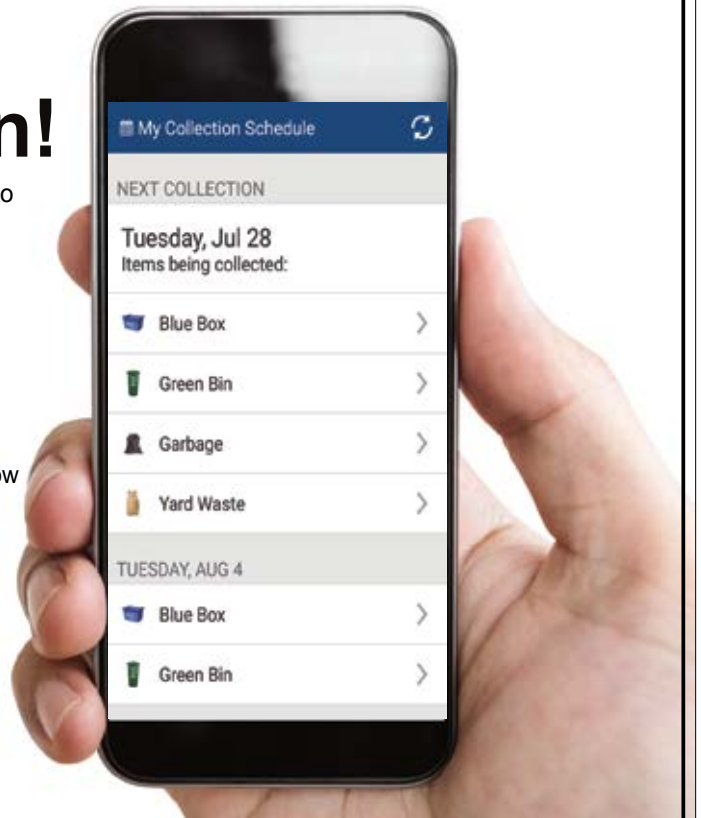 n!
o
ow
My Collection Schedule
NEXT COLLECTION
Tuesday, Jul 28
Items being collected:
Blue Box
Green Bin
Garbage
Yard Waste
TUESDAY, AUG 4
Blue Box
Green Bin